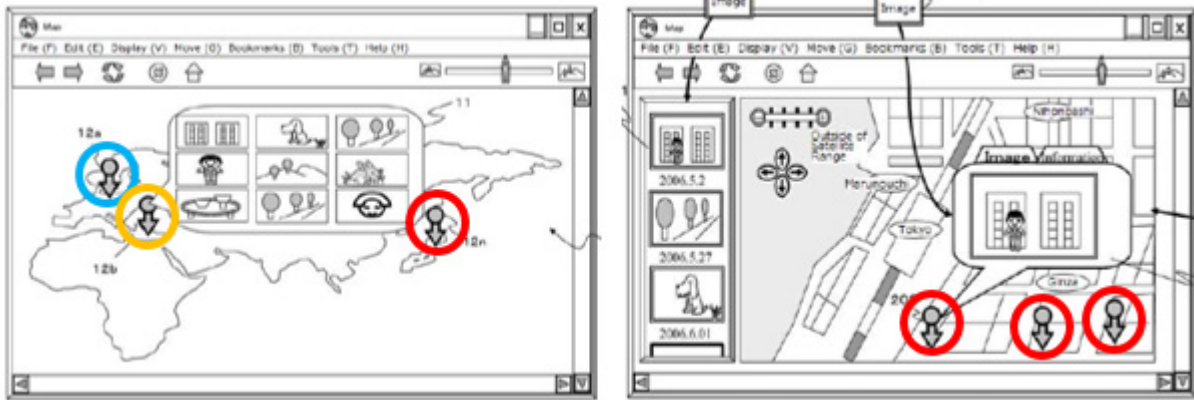 Map
File (F) Edit (E) Display (V) Move (G) Bookmarks (B) Tools (T) Help (H)
11
12a
12b
12n
Image
Image
Map
File (F) Edit (E) Display (V) Move (G) Bookmarks (B) Tools (T) Help (H)
Nihonbashi
Outside of
Satellite
Range
Image Information
Marunouchi
2006.5.2
Tokyo
2006.5.27
Ginza
2006.6.01